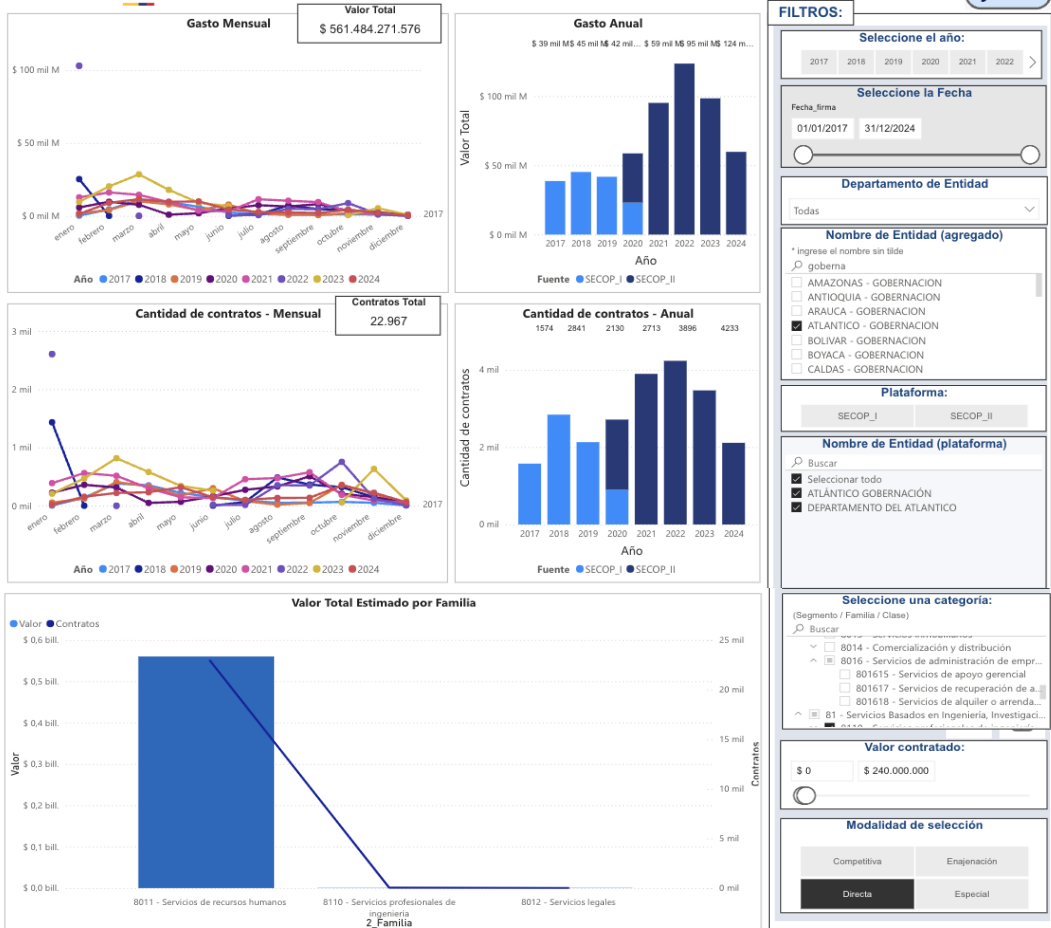 Gasto Mensual
Valor Total
$ 561.484.271.576
$ 100 mil M
$ 50 mil M
$ 0 mil M
2017
enero
febrero
marzo
abril
mayo
junio
julio
agosto
septiembre
octubre
noviembre
diciembre
Año 2017 2018 2019 2020 2021 2022 2023 2024
Gasto Anual
$ 39 mil M $ 45 mil M $ 42 mil... $ 59 mil M $ 95 mil M $ 124 m...
Valor Total
$ 100 mil M
$ 50 mil M
$ 0 mil M
2017 2018 2019 2020 2021 2022 2023 2024
Año
Fuente SECOP_I SECOP_II
Cantidad de contratos - Mensual
Contratos Total
22.967
3 mil
2 mil
1 mil
0 mil
2017
enero
febrero
marzo
abril
mayo
junio
julio
agosto
septiembre
octubre
noviembre
diciembre
Año 2017 2018 2019 2020 2021 2022 2023 2024
Cantidad de contratos - Anual
1574 2841 2130 2713 3896 4233
Cantidad de contratos
4 mil
2 mil
0 mil
2017 2018 2019 2020 2021 2022 2023 2024
Año
Fuente SECOP_I SECOP_II
Valor Total Estimado por Familia
Valor Contratos
$ 0,6 bill.
$ 0,5 bill.
$ 0,4 bill.
$ 0,3 bill.
$ 0,2 bill.
$ 0,1 bill.
$ 0,0 bill.
Valor
25 mil
20 mil
15 mil
10 mil
5 mil
0 mil
Contratos
8011 - Servicios de recursos humanos
8110 - Servicios profesionales de
ingeniería
8012 - Servicios legales
2_Familia
FILTROS:
Seleccione el año:
2017 2018 2019 2020 2021 2022
Seleccione la Fecha
Fecha_firma
01/01/2017 31/12/2024
Departamento de Entidad
Todas
Nombre de Entidad (agregado)
* ingrese el nombre sin tilde
goberna
AMAZONAS - GOBERNACION
ANTIOQUIA - GOBERNACION
ARAUCA - GOBERNACION
ATLANTICO - GOBERNACION
BOLIVAR - GOBERNACION
BOYACA - GOBERNACION
CALDAS - GOBERNACION
Plataforma:
SECOP_I SECOP_II
Nombre de Entidad (plataforma)
Buscar
Seleccionar todo
ATLÁNTICO GOBERNACIÓN
DEPARTAMENTO DEL ATLANTICO
Seleccione una categoría:
(Segmento / Familia / Clase)
Buscar
8014 - Comercialización y distribución
8016 - Servicios de administración de empr...
801615 - Servicios de apoyo gerencial
801617 - Servicios de recuperación de a...
801618 - Servicios de alquiler o arrenda...
81 - Servicios Basados en Ingeniería, Investigaci...
Valor contratado:
$ 0 $ 240.000.000
Modalidad de selección
Competitiva Enajenación
Directa Especial